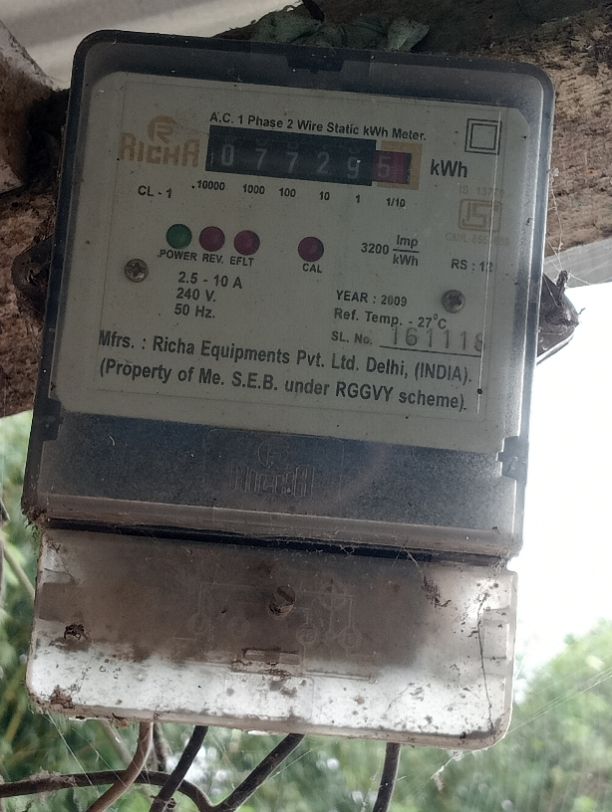 A.C. 1 Phase 2 Wire Static kWh Meter.
RICHA
077295 kWh
CL - 1
10000 1000 100 10 1 1/10
POWER REV. EFLT
CAL
3200 Imp/kWh
RS : 12
2.5 - 10 A
240 V.
50 Hz.
YEAR : 2009
Ref. Temp. - 27°C
SL. No. 161118
Mfrs. : Richa Equipments Pvt. Ltd. Delhi, (INDIA).
(Property of Me. S.E.B. under RGGVY scheme).
RICHA